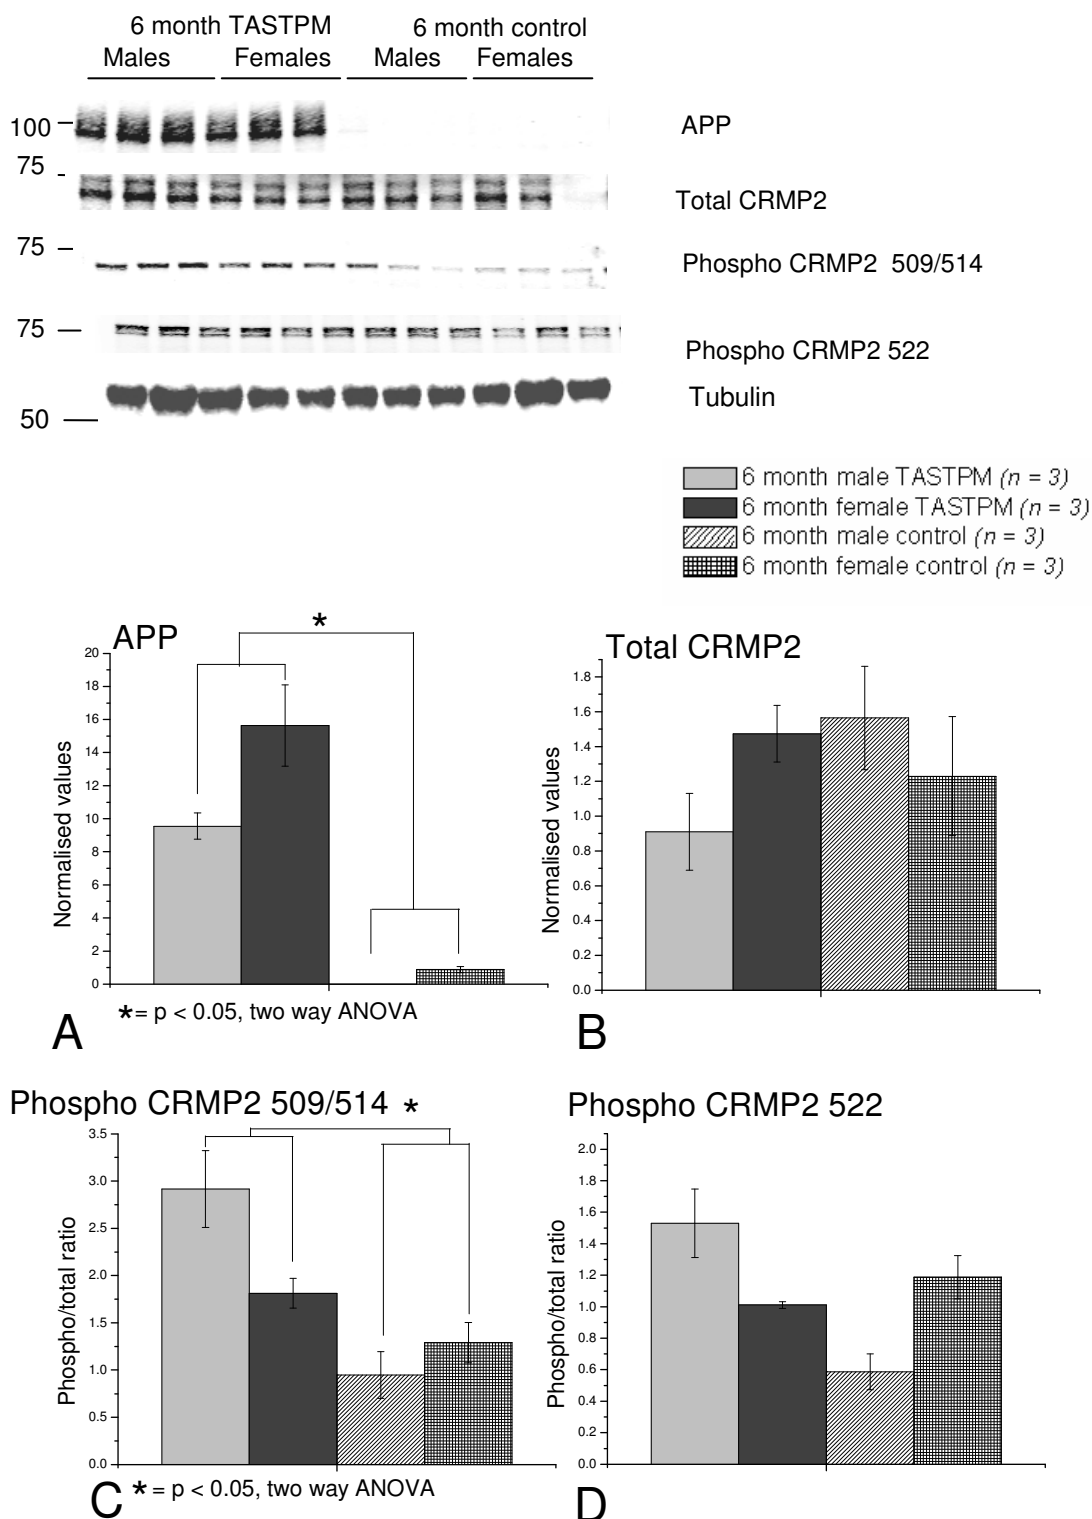 6 month TASTPM 6 month control
Males Females Males Females
100 APP
75 Total CRMP2
75 Phospho CRMP2 509/514
75 Phospho CRMP2 522
Tubulin
50
6 month male TASTPM (n = 3)
6 month female TASTPM (n = 3)
6 month male control (n = 3)
6 month female control (n = 3)
APP
*
Normalised values
20
18
16
14
12
10
8
6
4
2
0
* = p < 0.05, two way ANOVA
A
Total CRMP2
Normalised values
1.8
1.6
1.4
1.2
1.0
0.8
0.6
0.4
0.2
0.0
B
Phospho CRMP2 509/514 *
Phospho/total ratio
3.5
3.0
2.5
2.0
1.5
1.0
0.5
0.0
C * = p < 0.05, two way ANOVA
Phospho CRMP2 522
Phospho/total ratio
2.0
1.8
1.6
1.4
1.2
1.0
0.8
0.6
0.4
0.2
0.0
D